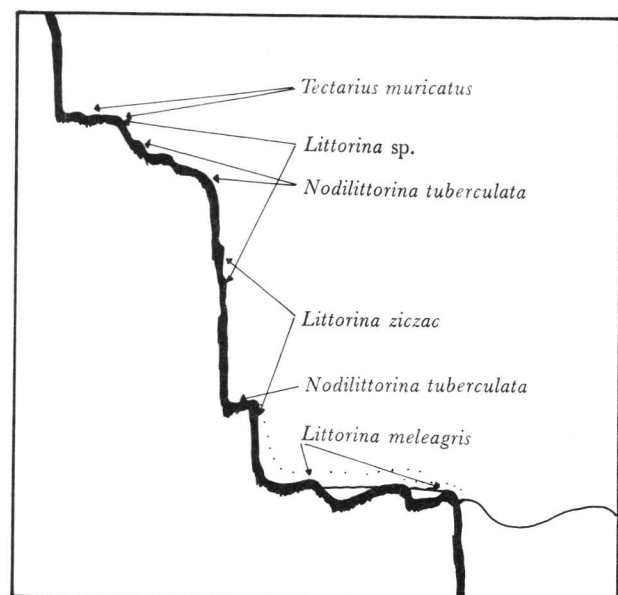 Tectarius muricatus
Littorina sp.
Nodilittorina tuberculata
Littorina ziczac
Nodilittorina tuberculata
Littorina meleagris